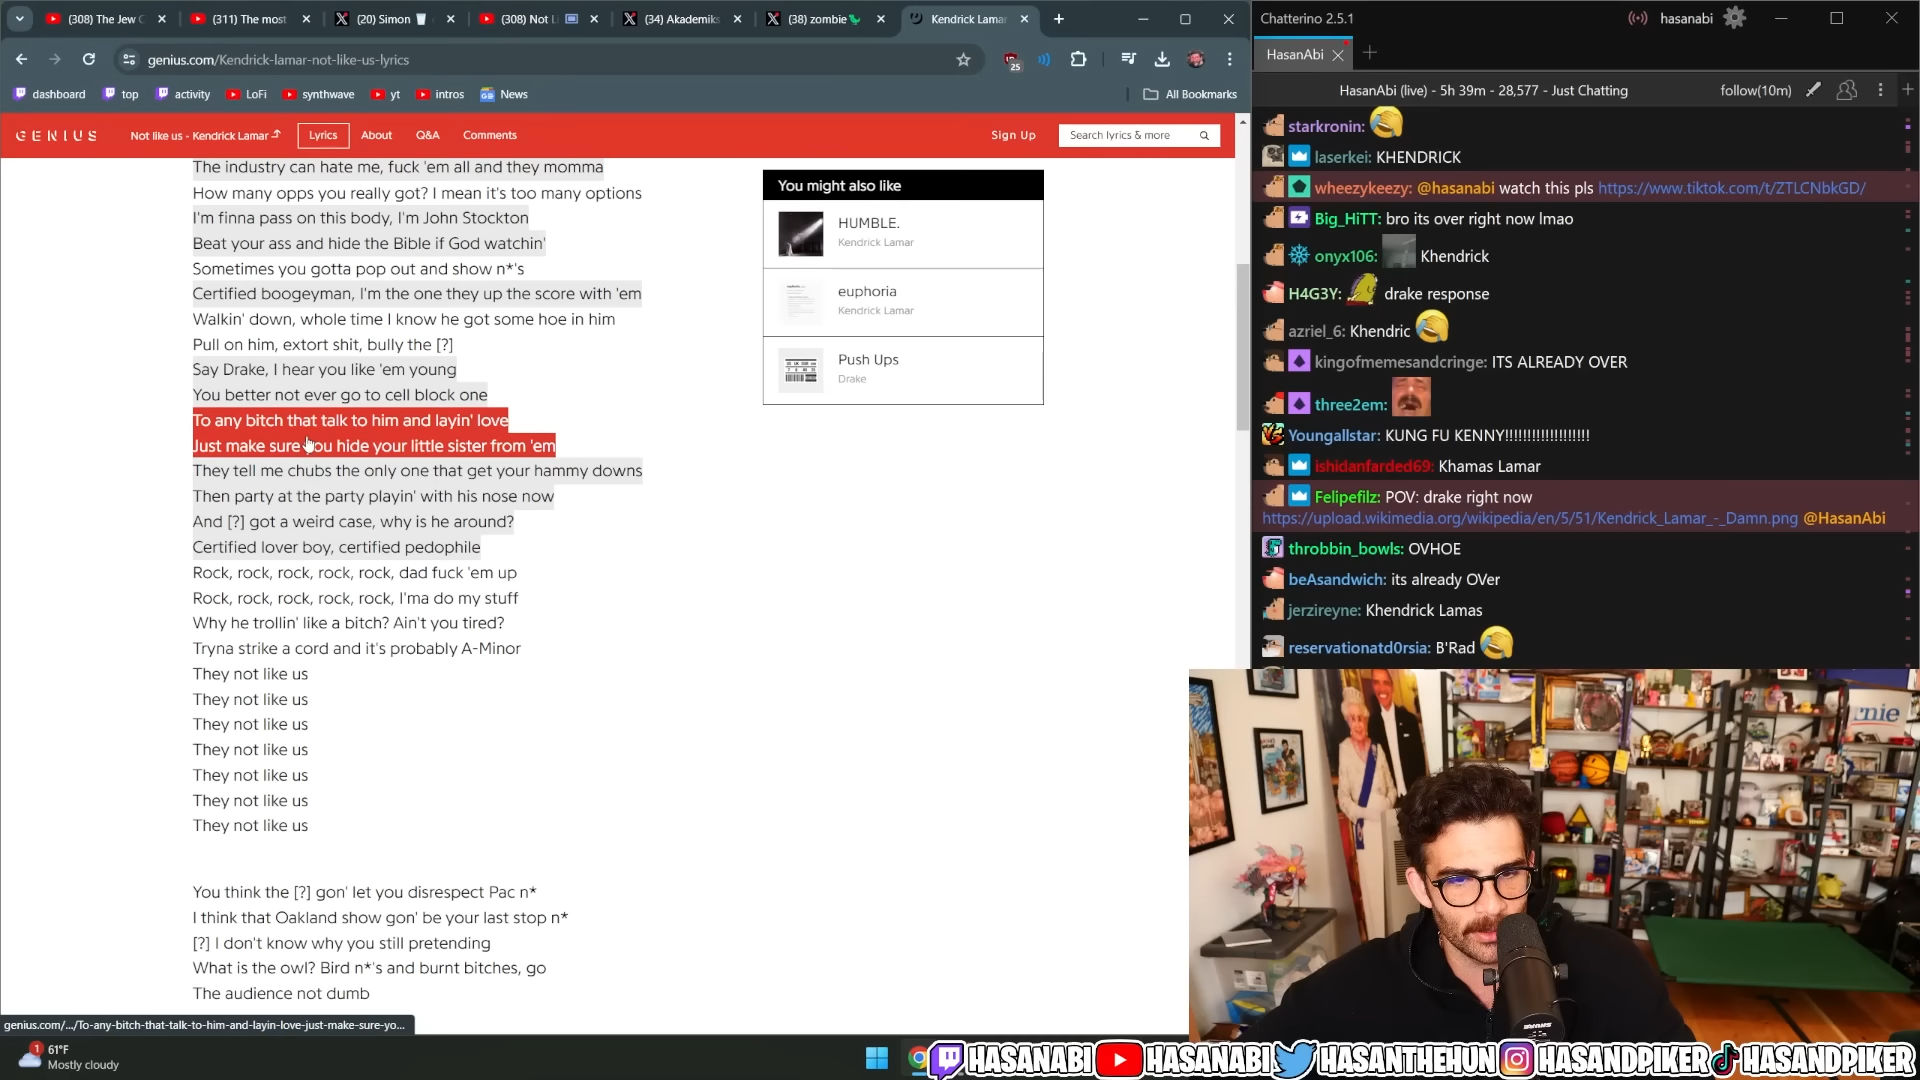 (308) The Jew C
(311) The most
(20) Simon
(308) Not L
(34) Akademiks
(38) zombie
Kendrick Lamar
genius.com/Kendrick-lamar-not-like-us-lyrics
25
dashboard
top
activity
LoFi
synthwave
yt
intros
News
All Bookmarks
GENIUS
Not like us - Kendrick Lamar
Lyrics
About
Q&A
Comments
Sign Up
Search lyrics & more
The industry can hate me, fuck 'em all and they momma
How many opps you really got? I mean it's too many options
I'm finna pass on this body, I'm John Stockton
Beat your ass and hide the Bible if God watchin'
Sometimes you gotta pop out and show n*'s
Certified boogeyman, I'm the one they up the score with 'em
Walkin' down, whole time I know he got some hoe in him
Pull on him, extort shit, bully the [?]
Say Drake, I hear you like 'em young
You better not ever go to cell block one
To any bitch that talk to him and layin' love
Just make sure you hide your little sister from 'em
They tell me chubs the only one that get your hammy downs
Then party at the party playin' with his nose now
And [?] got a weird case, why is he around?
Certified lover boy, certified pedophile
Rock, rock, rock, rock, rock, dad fuck 'em up
Rock, rock, rock, rock, rock, I'ma do my stuff
Why he trollin' like a bitch? Ain't you tired?
Tryna strike a cord and it's probably A-Minor
They not like us
They not like us
They not like us
They not like us
They not like us
They not like us
They not like us
You think the [?] gon' let you disrespect Pac n*
I think that Oakland show gon' be your last stop n*
[?] I don't know why you still pretending
What is the owl? Bird n*'s and burnt bitches, go
The audience not dumb
You might also like
HUMBLE.
Kendrick Lamar
euphoria
Kendrick Lamar
Push Ups
Drake
genius.com/.../To-any-bitch-that-talk-to-him-and-layin-love-just-make-sure-yo...
1
61°F
Mostly cloudy
Chatterino 2.5.1
hasanabi
HasanAbi
HasanAbi (live) - 5h 39m - 28,577 - Just Chatting
follow(10m)
starkronin:
laserkei: KHENDRICK
wheezykeezy: @hasanabi watch this pls https://www.tiktok.com/t/ZTLCNbkGD/
Big_HiTT: bro its over right now lmao
onyx106: Khendrick
H4G3Y: drake response
azriel_6: Khendric
kingofmemesandcringe: ITS ALREADY OVER
three2em:
Youngallstar: KUNG FU KENNY!!!!!!!!!!!!!!!!!!
ishidanfarded69: Khamas Lamar
Felipefilz: POV: drake right now
https://upload.wikimedia.org/wikipedia/en/5/51/Kendrick_Lamar_-_Damn.png @HasanAbi
throbbin_bowls: OVHOE
beAsandwich: its already OVer
jerzireyne: Khendrick Lamas
reservationatd0rsia: B'Rad
rnie
HASANABI
HASANABI
HASANTHEHUN
HASANDPIKER
HASANDPIKER